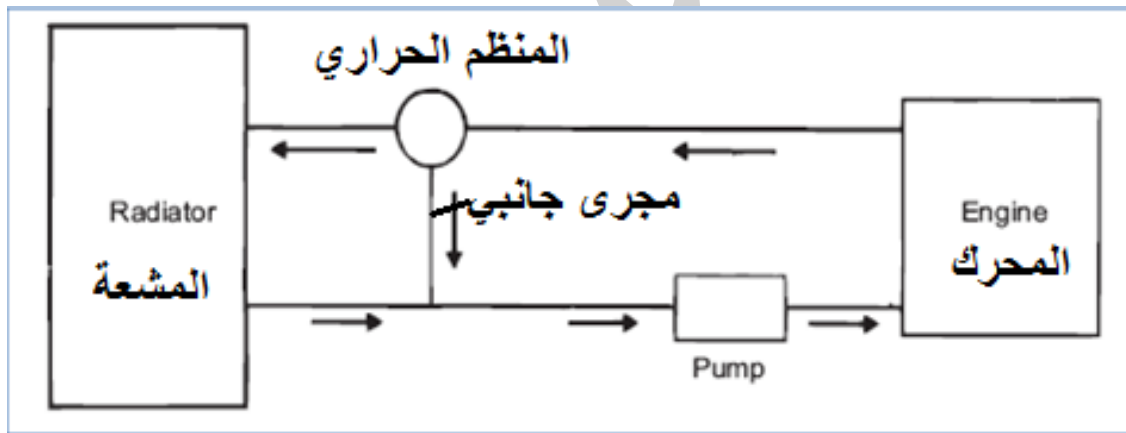 المنظم الحراري
مجرى جانبي
Radiator
المشعة
Engine
المحرك
Pump